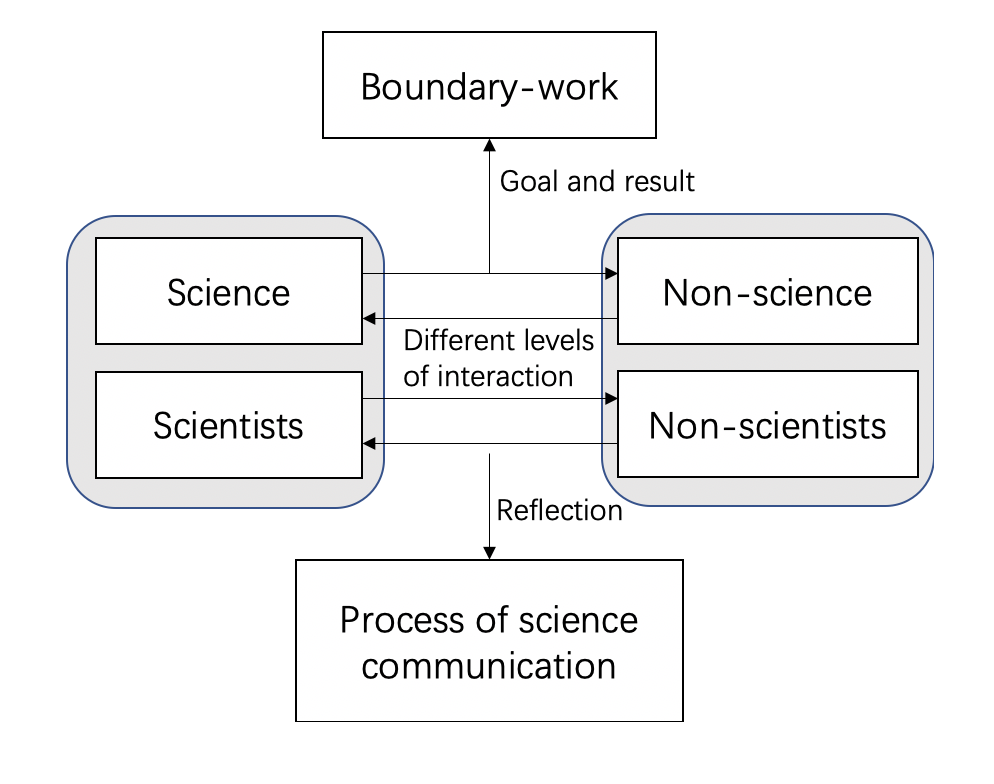 Boundary-work
Goal and result
Science
Non-science
Different levels
of interaction
Scientists
Non-scientists
Reflection
Process of science
communication